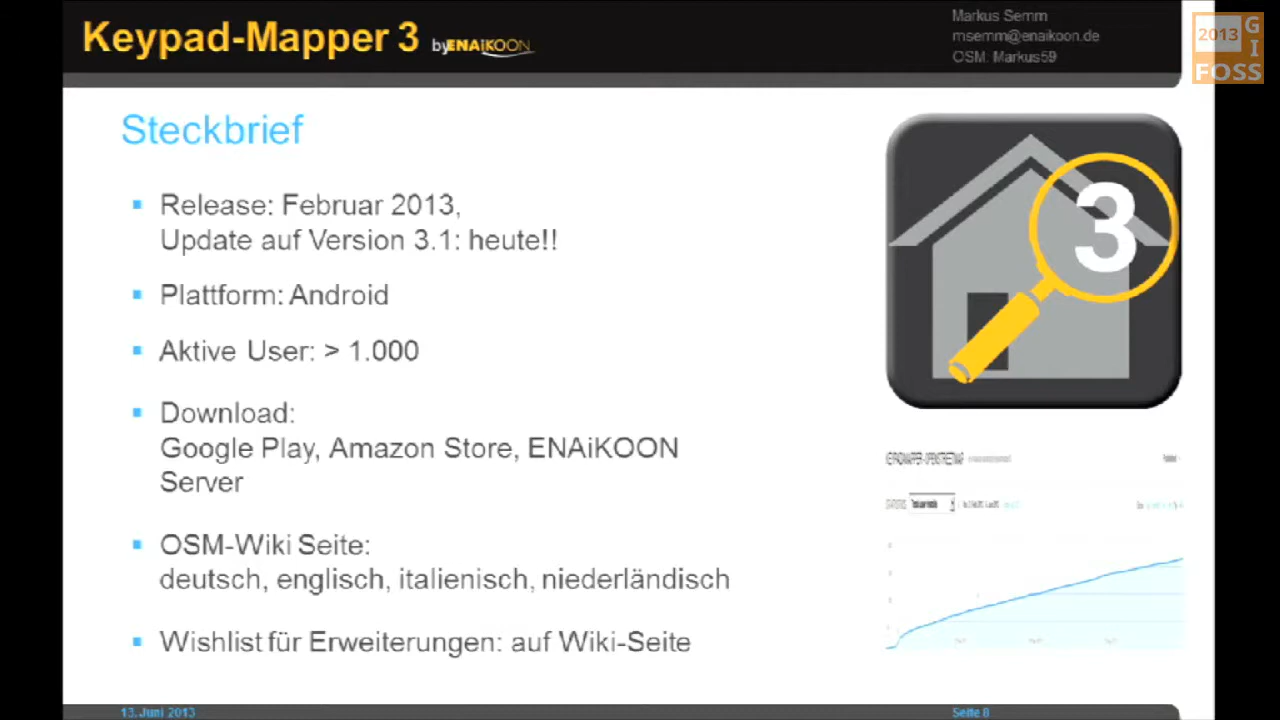 Keypad-Mapper 3 by ENAiKOON
Markus Semm
msemm@enaikoon.de
OSM: Markus59
2013
G
I
FOSS
Steckbrief
Release: Februar 2013,
Update auf Version 3.1: heute!!
Plattform: Android
Aktive User: > 1.000
Download:
Google Play, Amazon Store, ENAiKOON
Server
OSM-Wiki Seite:
deutsch, englisch, italienisch, niederländisch
Wishlist für Erweiterungen: auf Wiki-Seite
3
13. Juni 2013
Seite 8